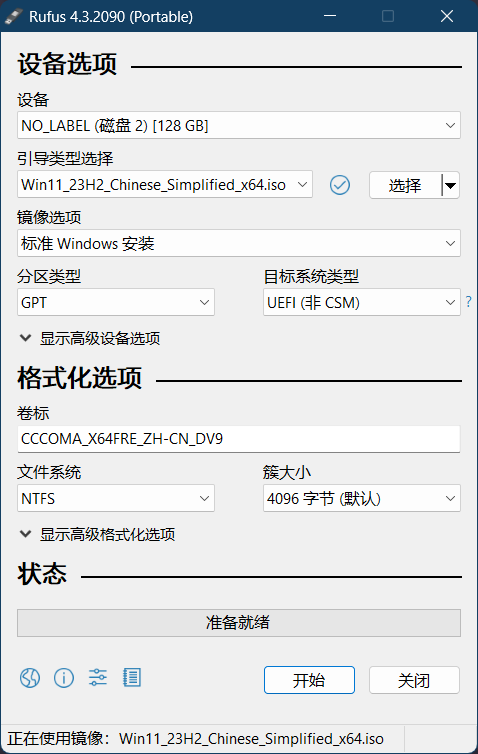 Rufus 4.3.2090 (Portable)
设备选项
设备
NO_LABEL (磁盘 2) [128 GB]
引导类型选择
Win11_23H2_Chinese_Simplified_x64.iso
选择
镜像选项
标准 Windows 安装
分区类型
目标系统类型
GPT
UEFI (非 CSM)
?
显示高级设备选项
格式化选项
卷标
CCCOMA_X64FRE_ZH-CN_DV9
文件系统
簇大小
NTFS
4096 字节 (默认)
显示高级格式化选项
状态
准备就绪
开始
关闭
正在使用镜像：Win11_23H2_Chinese_Simplified_x64.iso